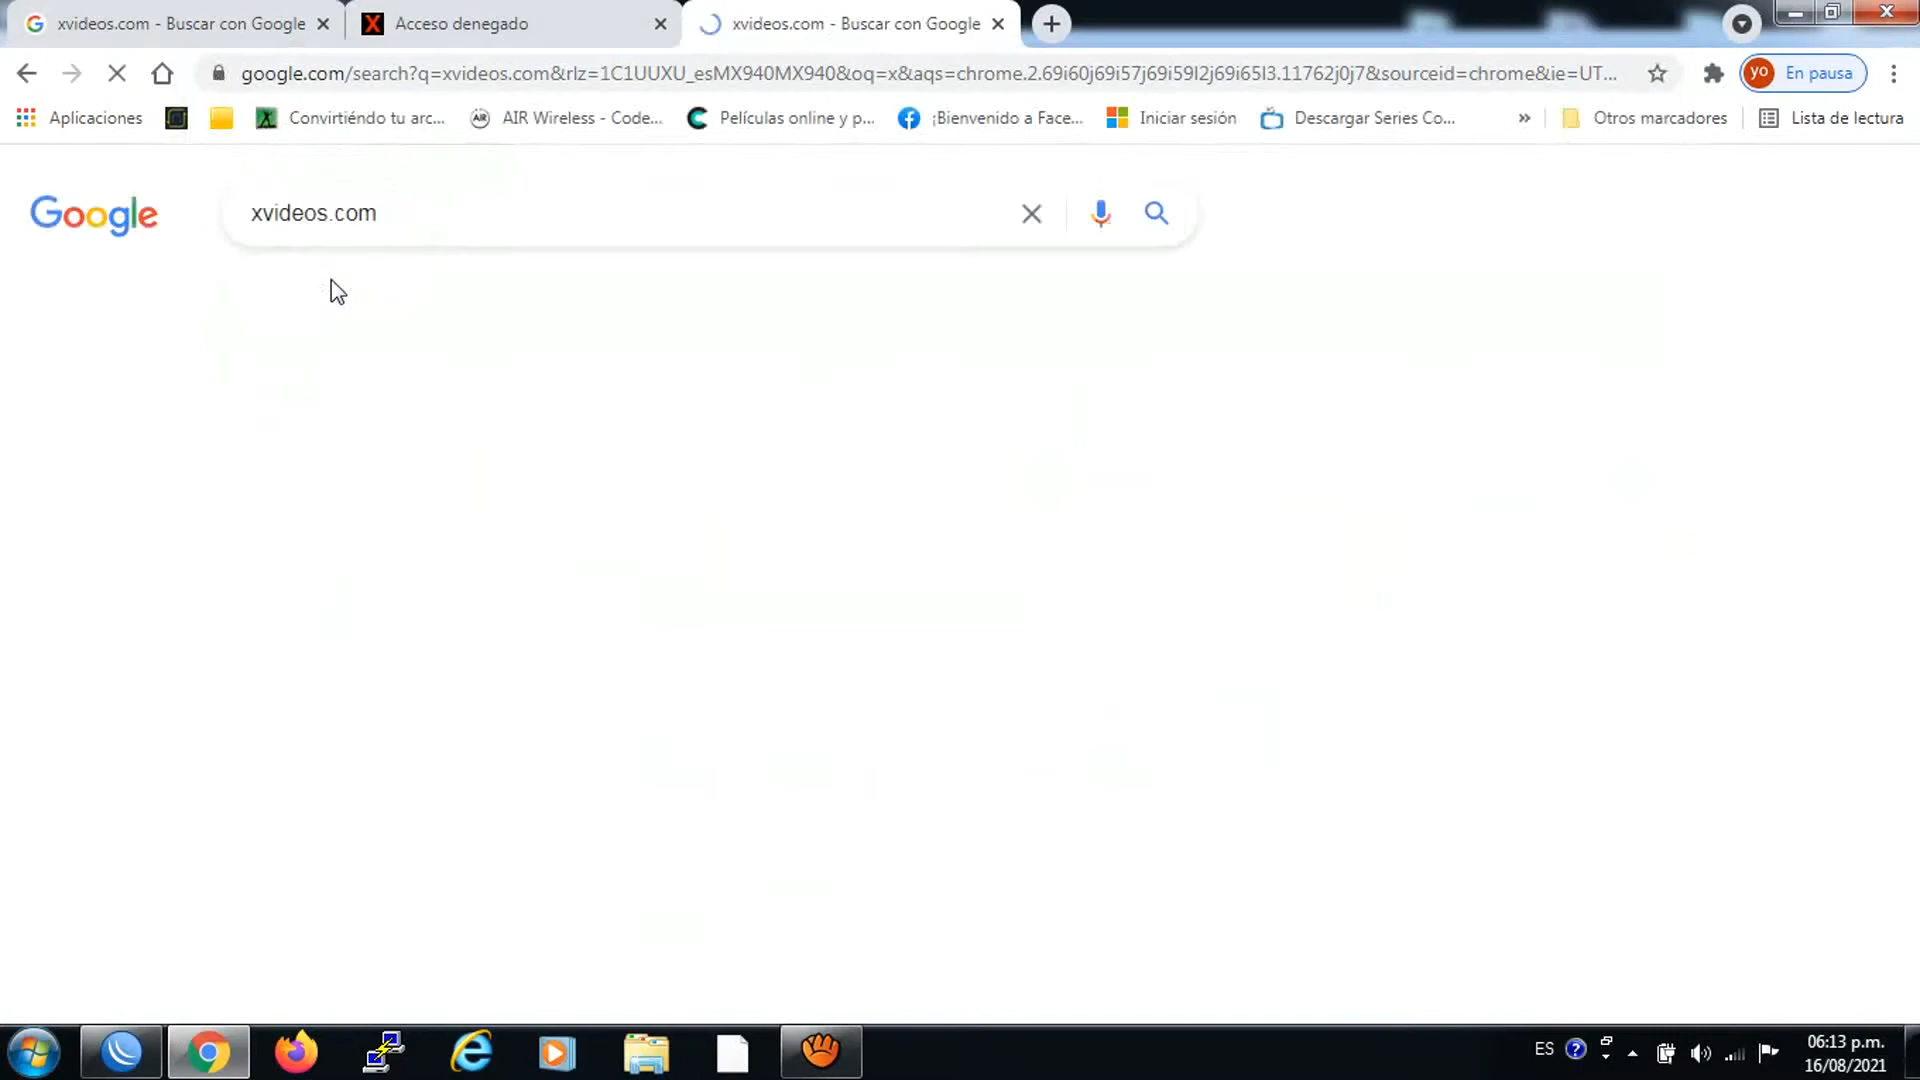 xvideos.com - Buscar con Google
Acceso denegado
xvideos.com - Buscar con Google
google.com/search?q=xvideos.com&rlz=1C1UUXU_esMX940MX940&oq=x&aqs=chrome.2.69i60j69i57j69i59l2j69i65l3.11762j0j7&sourceid=chrome&ie=UT...
yo
En pausa
Aplicaciones
Convirtiéndo tu arc...
AIR Wireless - Code...
Películas online y p...
¡Bienvenido a Face...
Iniciar sesión
Descargar Series Co...
»
Otros marcadores
Lista de lectura
Google
xvideos.com
ES
06:13 p.m.
16/08/2021